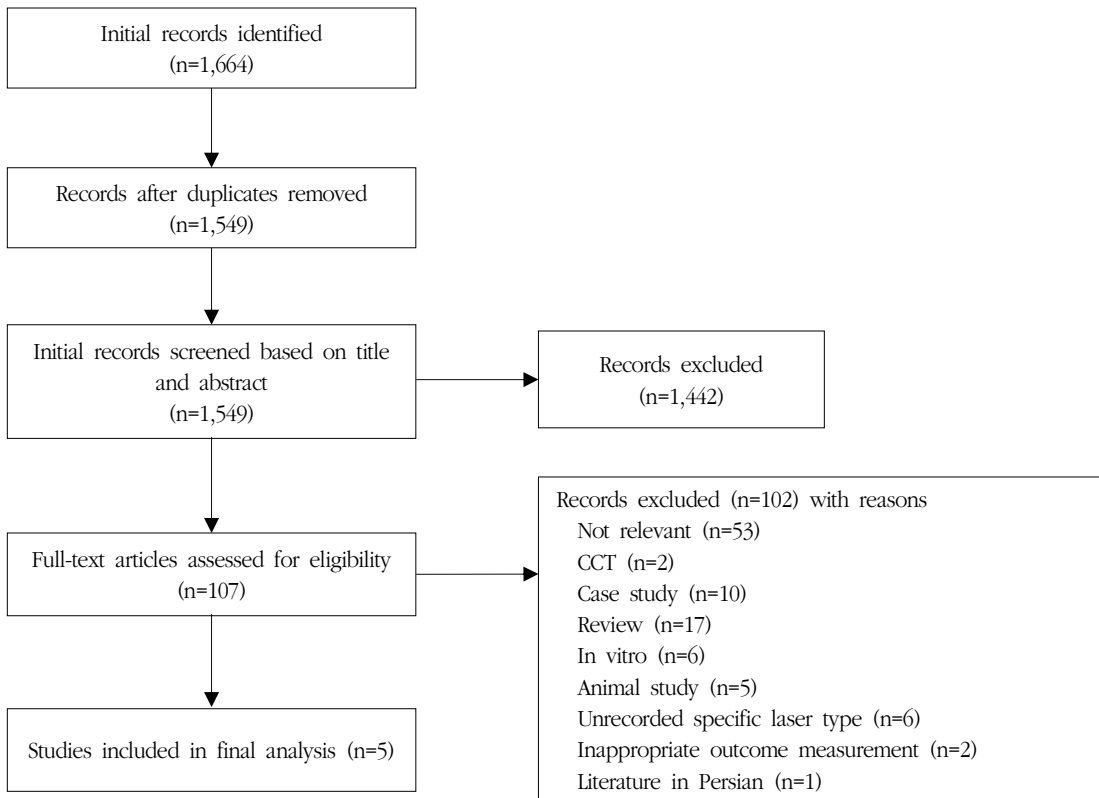 Initial records identified
(n=1,664)
Records after duplicates removed
(n=1,549)
Initial records screened based on title
and abstract
(n=1,549)
Records excluded
(n=1,442)
Full-text articles assessed for eligibility
(n=107)
Records excluded (n=102) with reasons
Not relevant (n=53)
CCT (n=2)
Case study (n=10)
Review (n=17)
In vitro (n=6)
Animal study (n=5)
Unrecorded specific laser type (n=6)
Inappropriate outcome measurement (n=2)
Literature in Persian (n=1)
Studies included in final analysis (n=5)